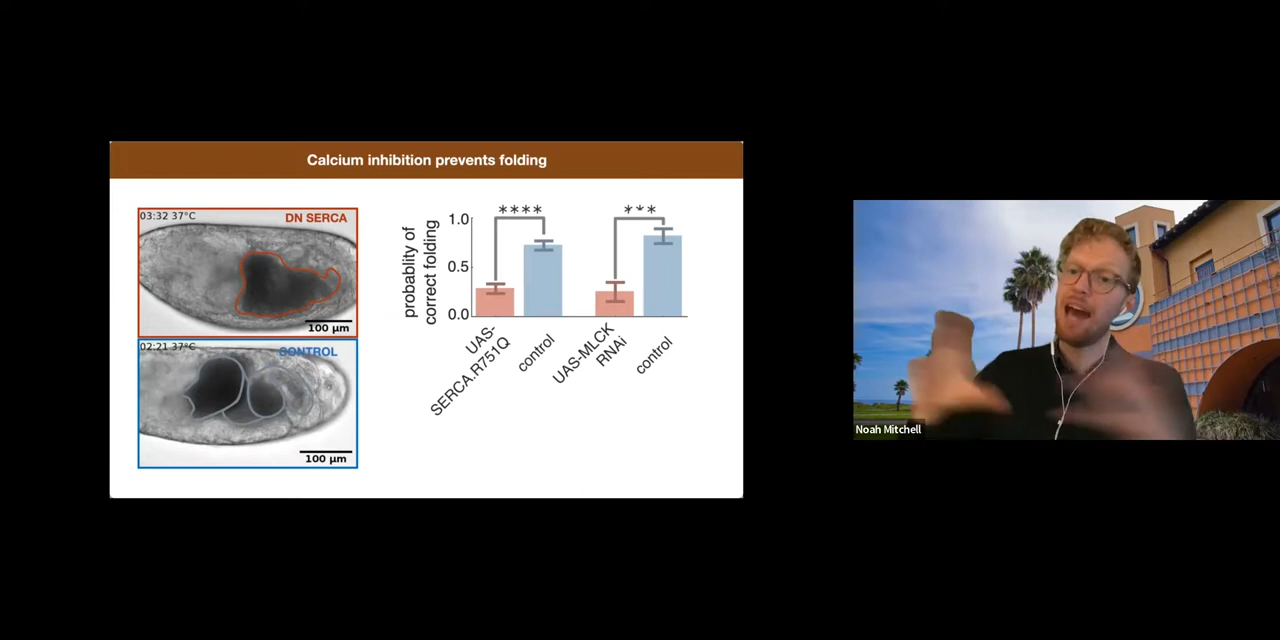 Calcium inhibition prevents folding
03:32 37°C
DN SERCA
100 µm
02:21 37°C
CONTROL
100 µm
probablity of
correct folding
1.0
0.5
0.0
****
***
UAS-
SERCA.R751Q
control
UAS-MLCK
RNAi
control
Noah Mitchell